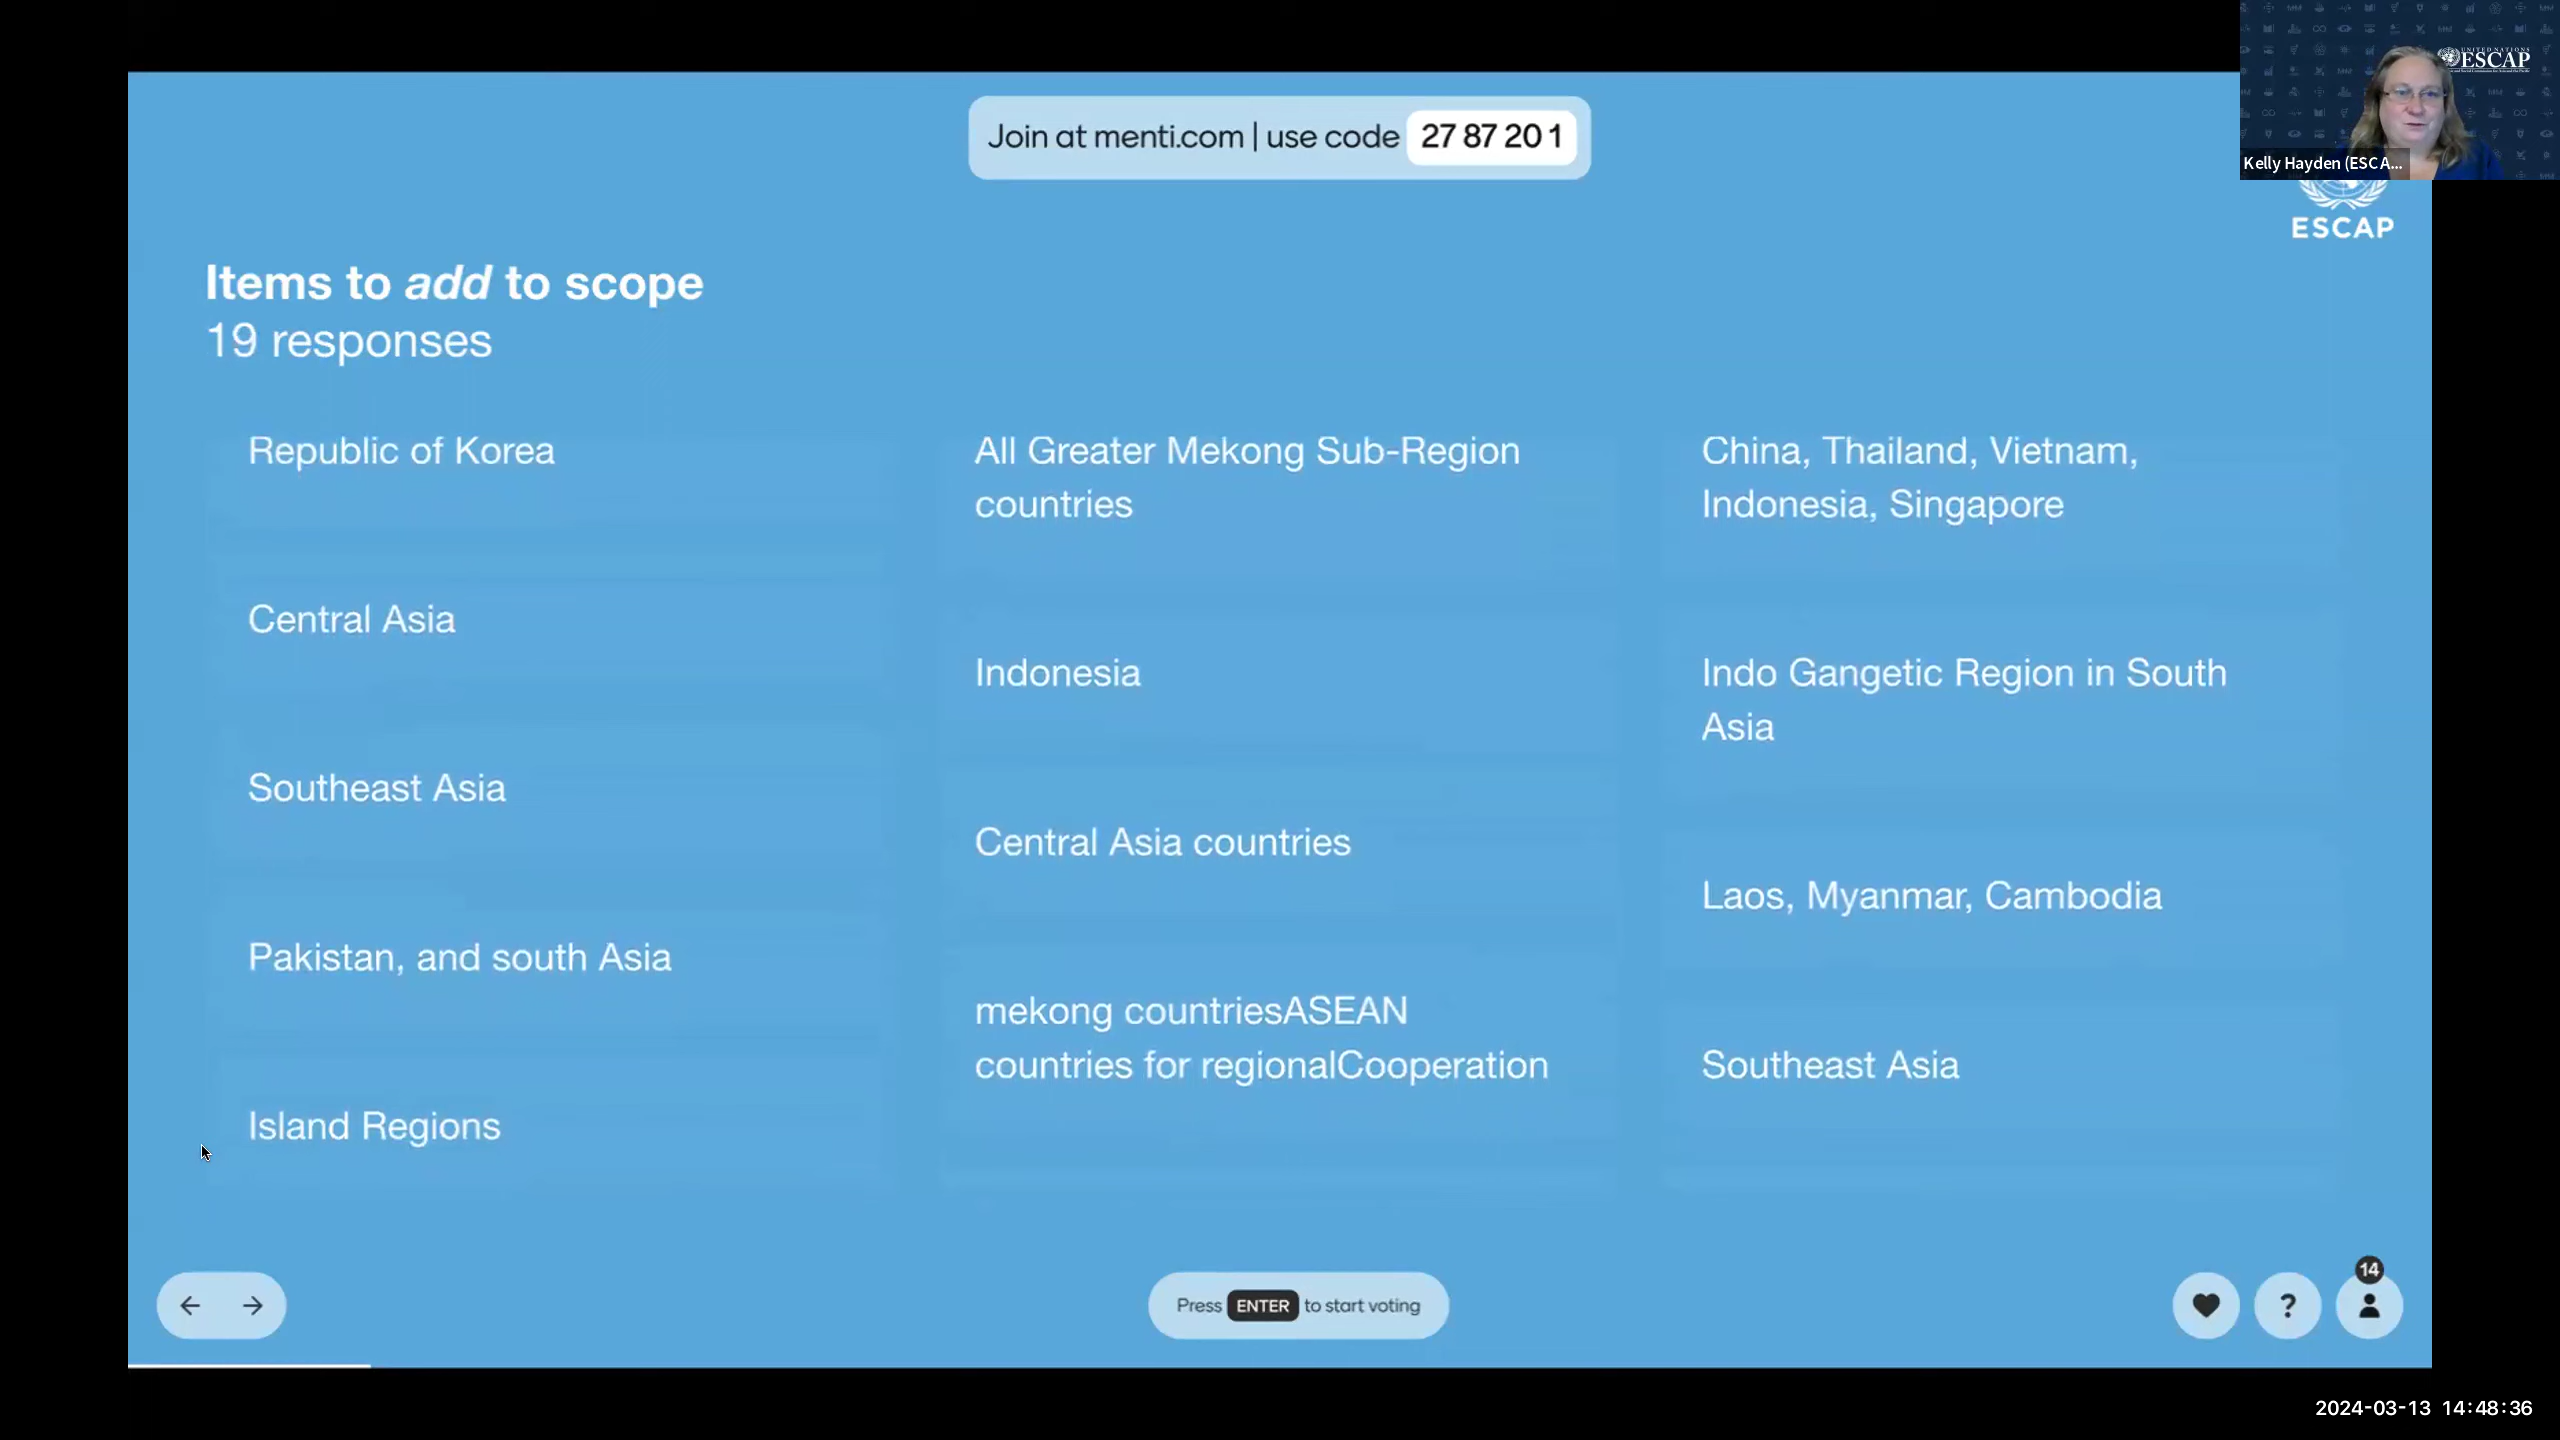 Join at menti.com | use code 27 87 20 1
UNITED NATIONS
ESCAP
Kelly Hayden (ESCA...
ESCAP
Items to add to scope
19 responses
Republic of Korea
Central Asia
Southeast Asia
Pakistan, and south Asia
Island Regions
All Greater Mekong Sub-Region
countries
Indonesia
Central Asia countries
mekong countriesASEAN
countries for regionalCooperation
China, Thailand, Vietnam,
Indonesia, Singapore
Indo Gangetic Region in South
Asia
Laos, Myanmar, Cambodia
Southeast Asia
Press ENTER to start voting
?
14
2024-03-13 14:48:36